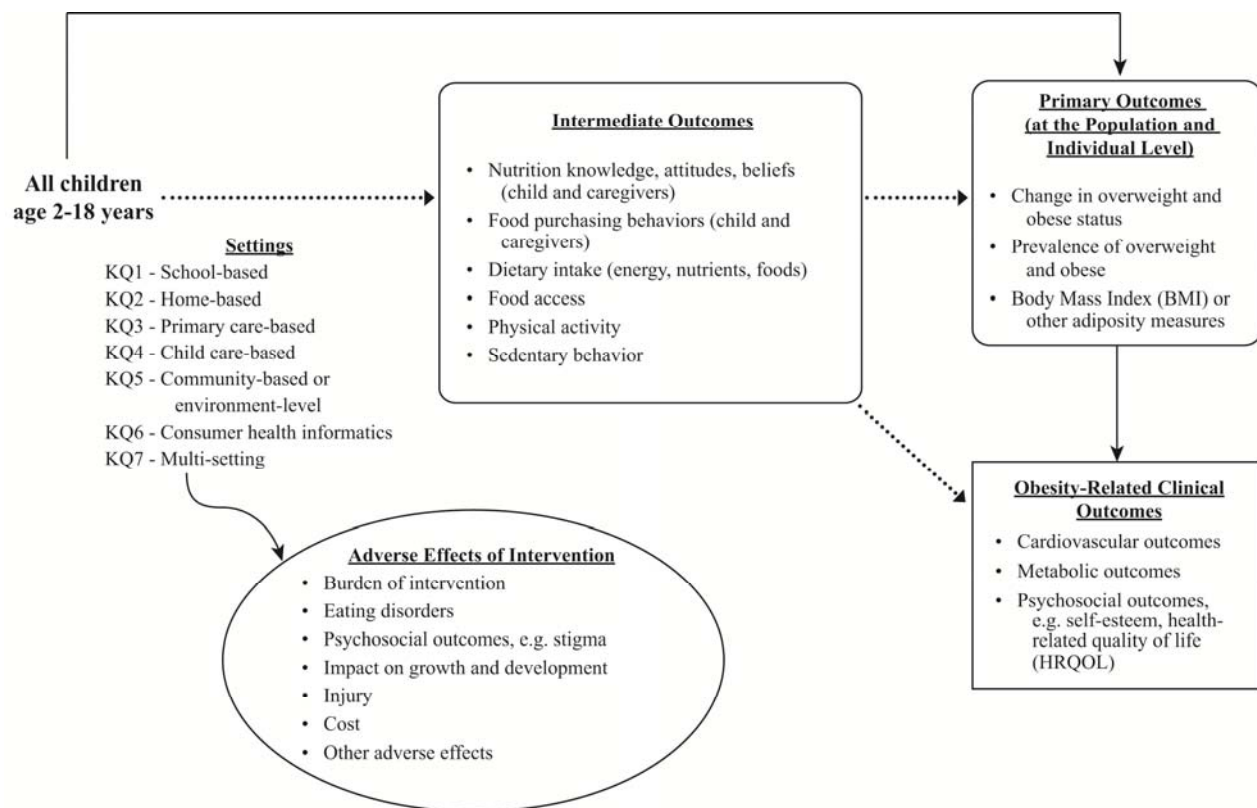 All children
age 2-18 years
Settings
KQ1 - School-based
KQ2 - Home-based
KQ3 - Primary care-based
KQ4 - Child care-based
KQ5 - Community-based or
environment-level
KQ6 - Consumer health informatics
KQ7 - Multi-setting
Intermediate Outcomes
• Nutrition knowledge, attitudes, beliefs
(child and caregivers)
• Food purchasing behaviors (child and
caregivers)
• Dietary intake (energy, nutrients, foods)
• Food access
• Physical activity
• Sedentary behavior
Primary Outcomes
(at the Population and
Individual Level)
• Change in overweight and
obese status
• Prevalence of overweight
and obese
• Body Mass Index (BMI) or
other adiposity measures
Adverse Effects of Intervention
• Burden of intervention
• Eating disorders
• Psychosocial outcomes, e.g. stigma
• Impact on growth and development
• Injury
• Cost
• Other adverse effects
Obesity-Related Clinical
Outcomes
• Cardiovascular outcomes
• Metabolic outcomes
• Psychosocial outcomes,
e.g. self-esteem, health-
related quality of life
(HRQOL)